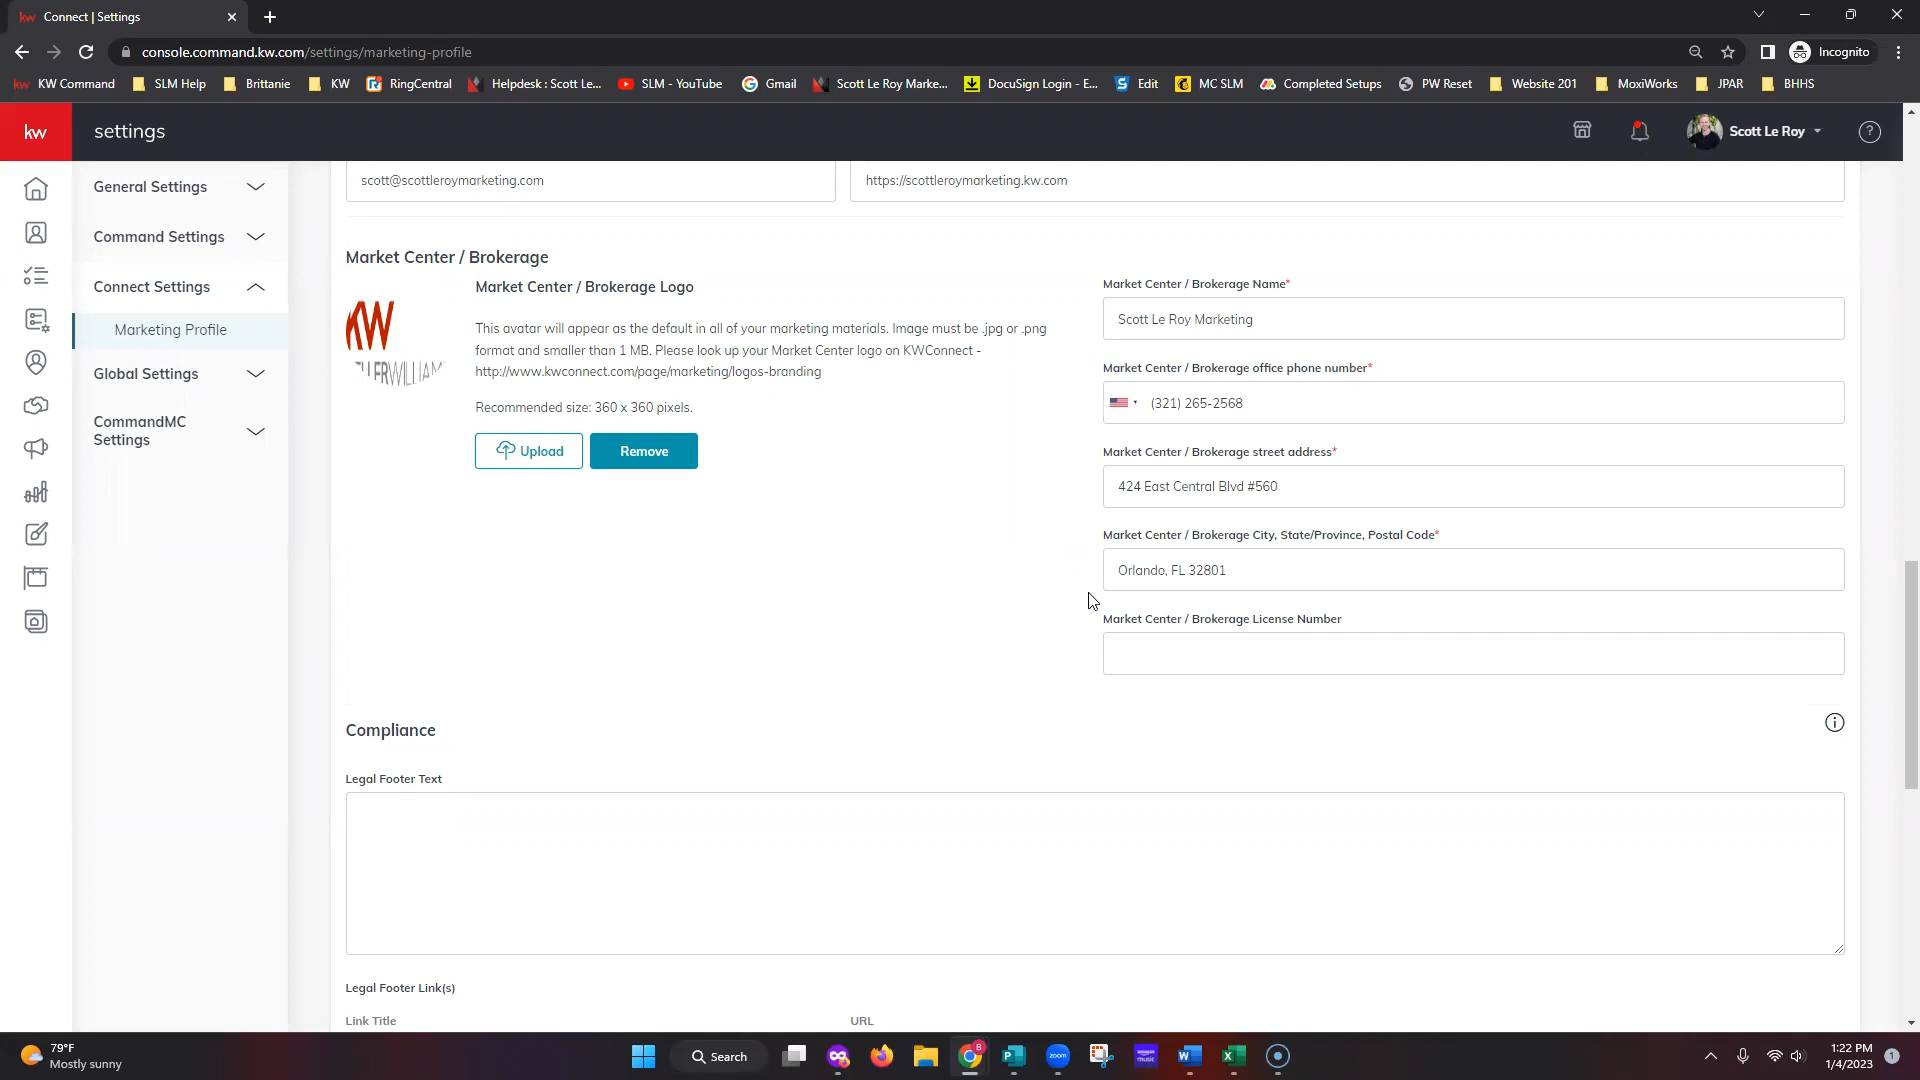 kw Connect | Settings
console.command.kw.com/settings/marketing-profile
Incognito
kw KW Command
SLM Help
Brittanie
KW
RingCentral
Helpdesk : Scott Le...
SLM - YouTube
Gmail
Scott Le Roy Marke...
DocuSign Login - E...
Edit
MC SLM
Completed Setups
PW Reset
Website 201
MoxiWorks
JPAR
BHHS
kw
settings
Scott Le Roy
?
General Settings
Command Settings
Connect Settings
Marketing Profile
Global Settings
CommandMC
Settings
scott@scottleroymarketing.com
https://scottleroymarketing.kw.com
Market Center / Brokerage
KW
Market Center / Brokerage Logo
This avatar will appear as the default in all of your marketing materials. Image must be .jpg or .png
format and smaller than 1 MB. Please look up your Market Center logo on KWConnect -
http://www.kwconnect.com/page/marketing/logos-branding
Recommended size: 360 x 360 pixels.
Upload
Remove
Market Center / Brokerage Name*
Scott Le Roy Marketing
Market Center / Brokerage office phone number*
(321) 265-2568
Market Center / Brokerage street address*
424 East Central Blvd #560
Market Center / Brokerage City, State/Province, Postal Code*
Orlando, FL 32801
Market Center / Brokerage License Number
Compliance
Legal Footer Text
Legal Footer Link(s)
Link Title
URL
79°F
Mostly sunny
Search
8
zoom
1:22 PM
1/4/2023
1